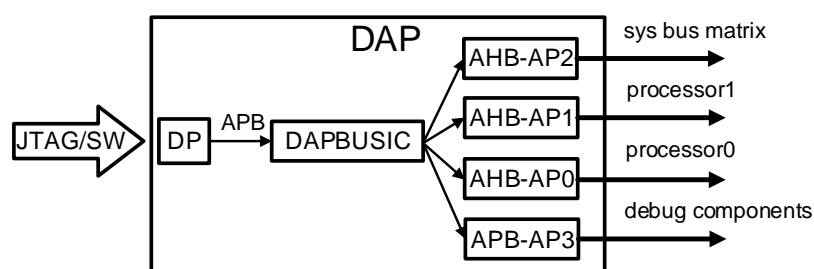 DAP
sys bus matrix
AHB-AP2
processor1
AHB-AP1
JTAG/SW
DP
APB
DAPBUSIC
processor0
AHB-AP0
debug components
APB-AP3